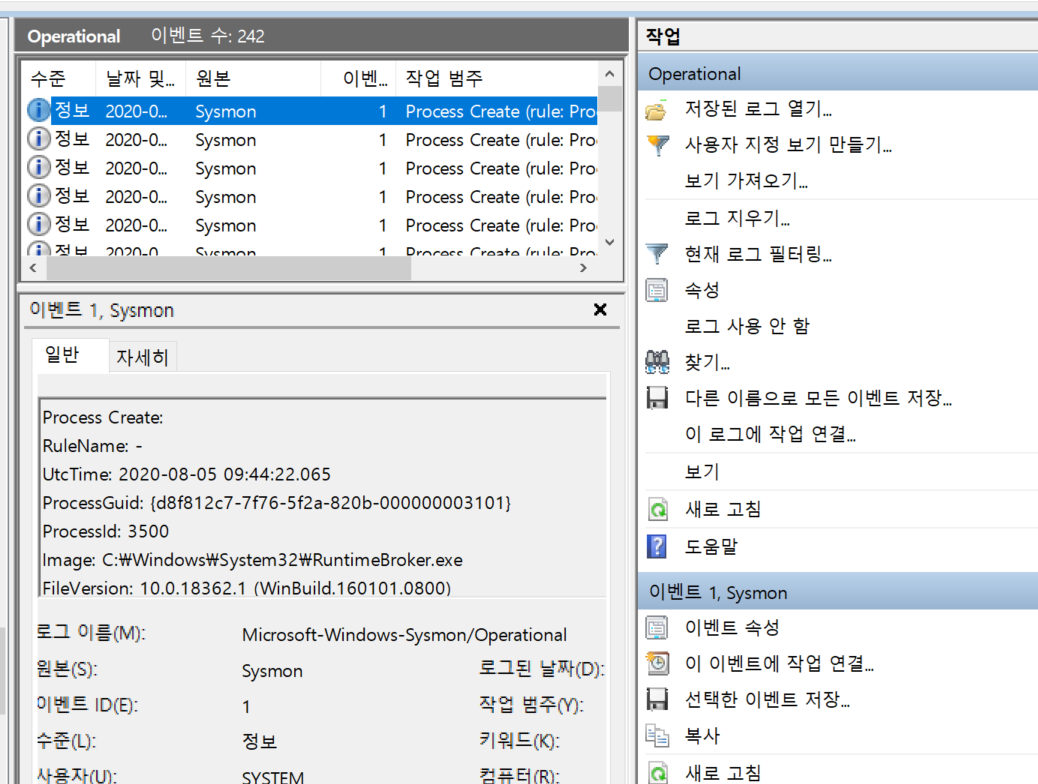 Operational 이벤트 수: 242
수준 날짜 및... 원본 이벤... 작업 범주
정보 2020-0... Sysmon 1 Process Create (rule: Pro
정보 2020-0... Sysmon 1 Process Create (rule: Pro
정보 2020-0... Sysmon 1 Process Create (rule: Pro
정보 2020-0... Sysmon 1 Process Create (rule: Pro
정보 2020-0... Sysmon 1 Process Create (rule: Pro
정보 2020-0... Sysmon 1 Process Create (rule: Pro
이벤트 1, Sysmon
일반 자세히
Process Create:
RuleName: -
UtcTime: 2020-08-05 09:44:22.065
ProcessGuid: {d8f812c7-7f76-5f2a-820b-000000003101}
ProcessId: 3500
Image: C:₩Windows₩System32₩RuntimeBroker.exe
FileVersion: 10.0.18362.1 (WinBuild.160101.0800)
로그 이름(M): Microsoft-Windows-Sysmon/Operational
원본(S): Sysmon 로그된 날짜(D):
이벤트 ID(E): 1 작업 범주(Y):
수준(L): 정보 키워드(K):
사용자(U): SYSTEM 컴퓨터(R):
작업
Operational
저장된 로그 열기...
사용자 지정 보기 만들기...
보기 가져오기...
로그 지우기...
현재 로그 필터링...
속성
로그 사용 안 함
찾기...
다른 이름으로 모든 이벤트 저장...
이 로그에 작업 연결...
보기
새로 고침
도움말
이벤트 1, Sysmon
이벤트 속성
이 이벤트에 작업 연결...
선택한 이벤트 저장...
복사
새로 고침